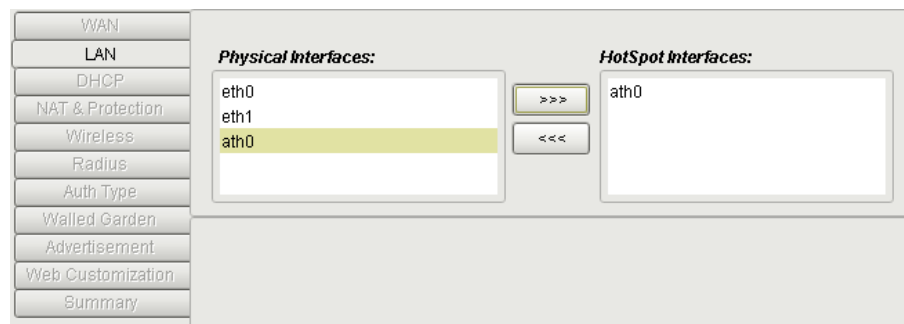 WAN
LAN
DHCP
NAT & Protection
Wireless
Radius
Auth Type
Walled Garden
Advertisement
Web Customization
Summary
Physical Interfaces:
eth0
eth1
ath0
>>>
<<<
HotSpot Interfaces:
ath0